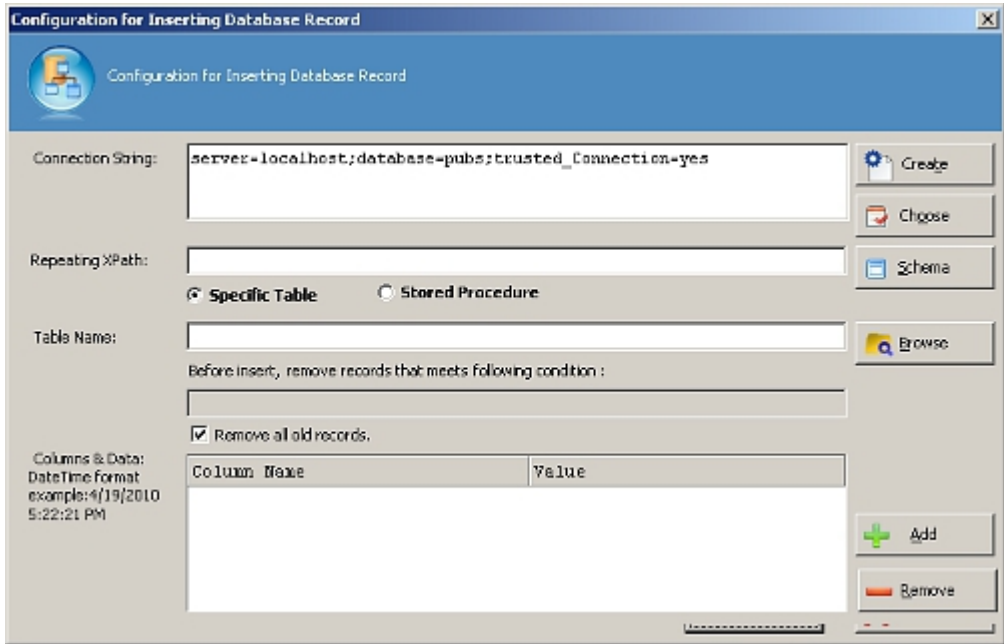 Configuration for Inserting Database Record
Configuration for Inserting Database Record
Connection String:
server=localhost;database=pubs;trusted_Connection=yes
Create
Choose
Repeating XPath:
Schema
Specific Table
Stored Procedure
Table Name:
Browse
Before insert, remove records that meets following condition :
Remove all old records.
Columns & Data:
DateTime format
example:4/19/2010
5:22:21 PM
Column Name
Value
Add
Remove